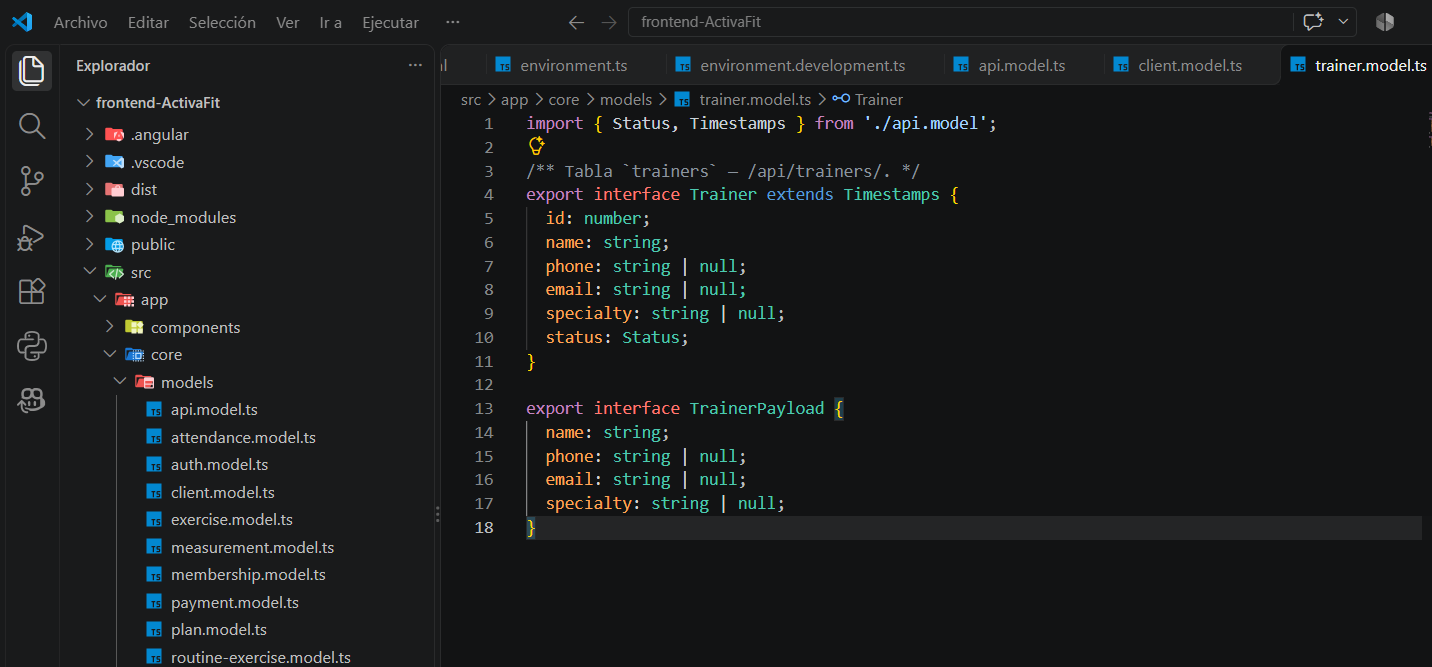 Archivo Editar Selección Ver Ir a Ejecutar ··· frontend-ActivaFit
Explorador ···
frontend-ActivaFit
.angular
.vscode
dist
node_modules
public
src
app
components
core
models
api.model.ts
attendance.model.ts
auth.model.ts
client.model.ts
exercise.model.ts
measurement.model.ts
membership.model.ts
payment.model.ts
plan.model.ts
routine-exercise.model.ts
TS environment.ts TS environment.development.ts TS api.model.ts TS client.model.ts TS trainer.model.ts
src > app > core > models > TS trainer.model.ts > Trainer
1 import { Status, Timestamps } from './api.model';
2
3 /** Tabla `trainers` — /api/trainers/. */
4 export interface Trainer extends Timestamps {
5 id: number;
6 name: string;
7 phone: string | null;
8 email: string | null;
9 specialty: string | null;
10 status: Status;
11 }
12
13 export interface TrainerPayload {
14 name: string;
15 phone: string | null;
16 email: string | null;
17 specialty: string | null;
18 }